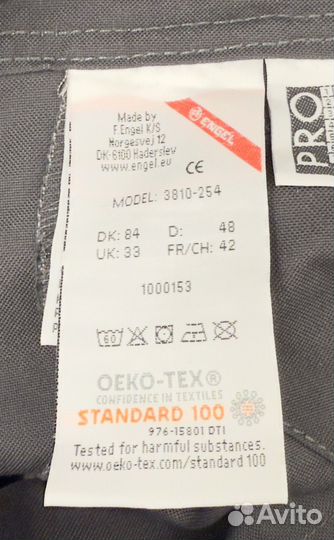 Made by
F.Engel K/S
Norgesvej 12
DK-6100 Haderslev
www.engel.eu
ENGEL
CE
MODEL: 3810-254
DK: 84 D: 48
UK: 33 FR/CH: 42
1000153
60
OEKO-TEX®
CONFIDENCE IN TEXTILES
STANDARD 100
976-15801 DTI
Tested for harmful substances.
www.oeko-tex.com/standard 100
PRO
Avito